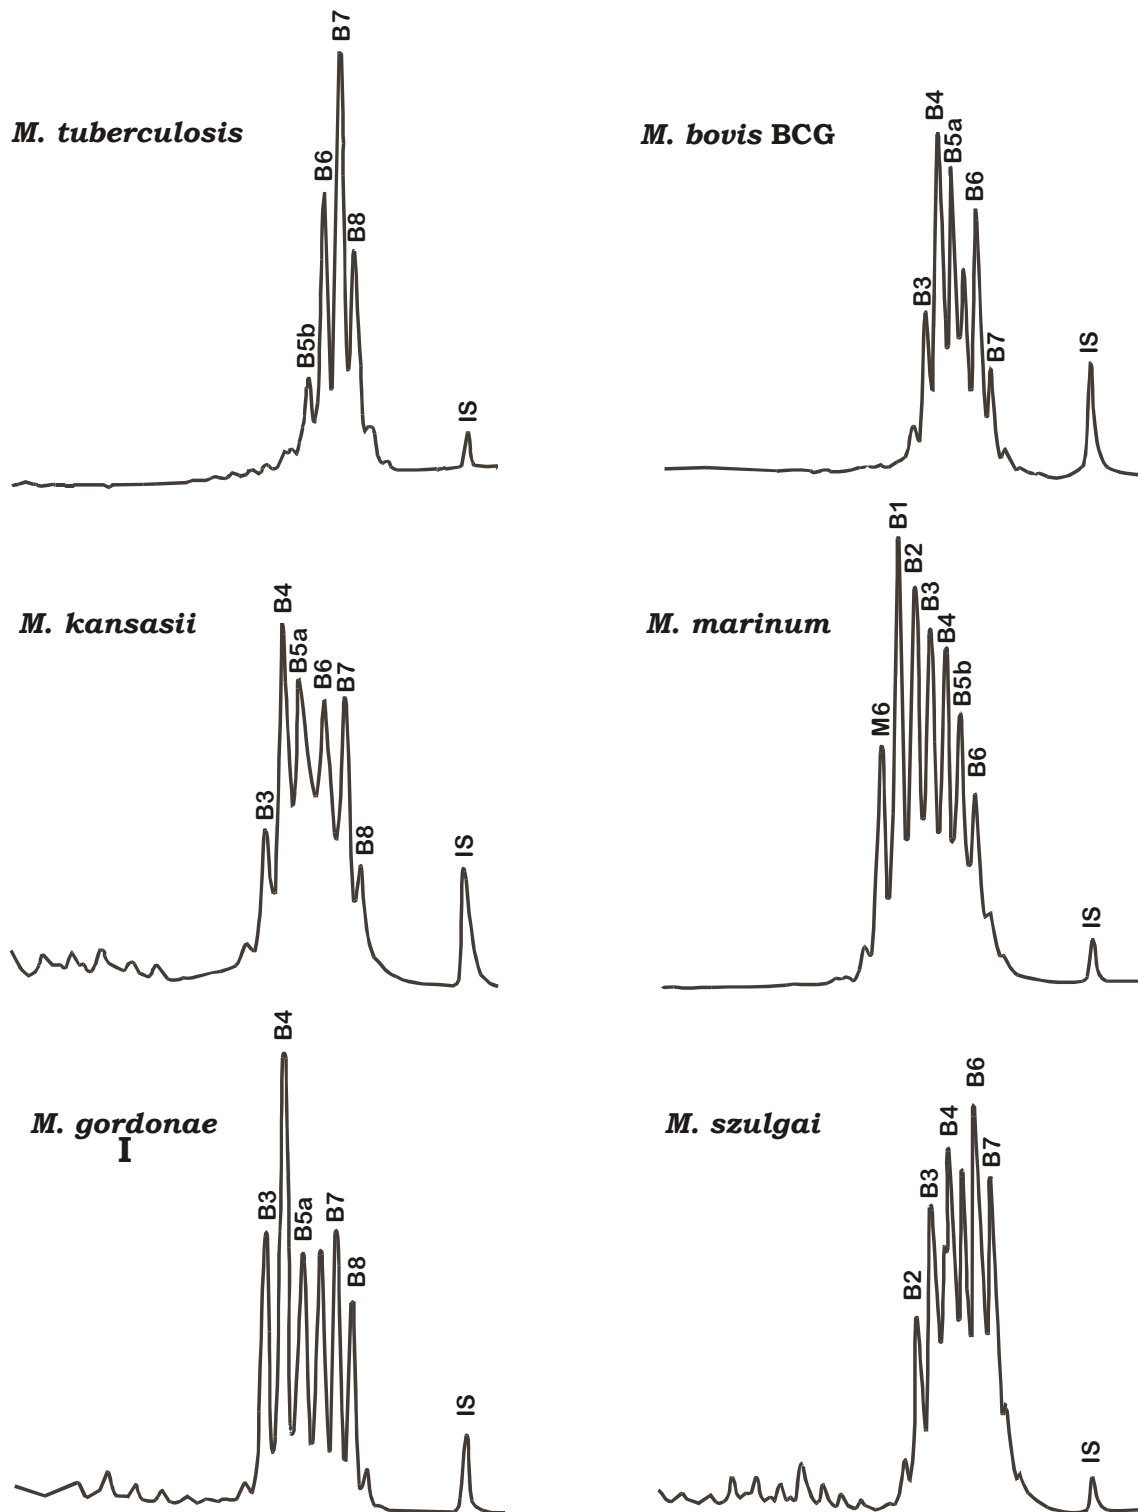 M. tuberculosis
B5b
B6
B7
B8
IS
M. bovis BCG
B3
B4
B5a
B6
B7
IS
M. kansasii
B3
B4
B5a
B6
B7
B8
IS
M. marinum
M6
B1
B2
B3
B4
B5b
B6
IS
M. gordonae
I
B3
B4
B5a
B7
B8
IS
M. szulgai
B2
B3
B4
B6
B7
IS